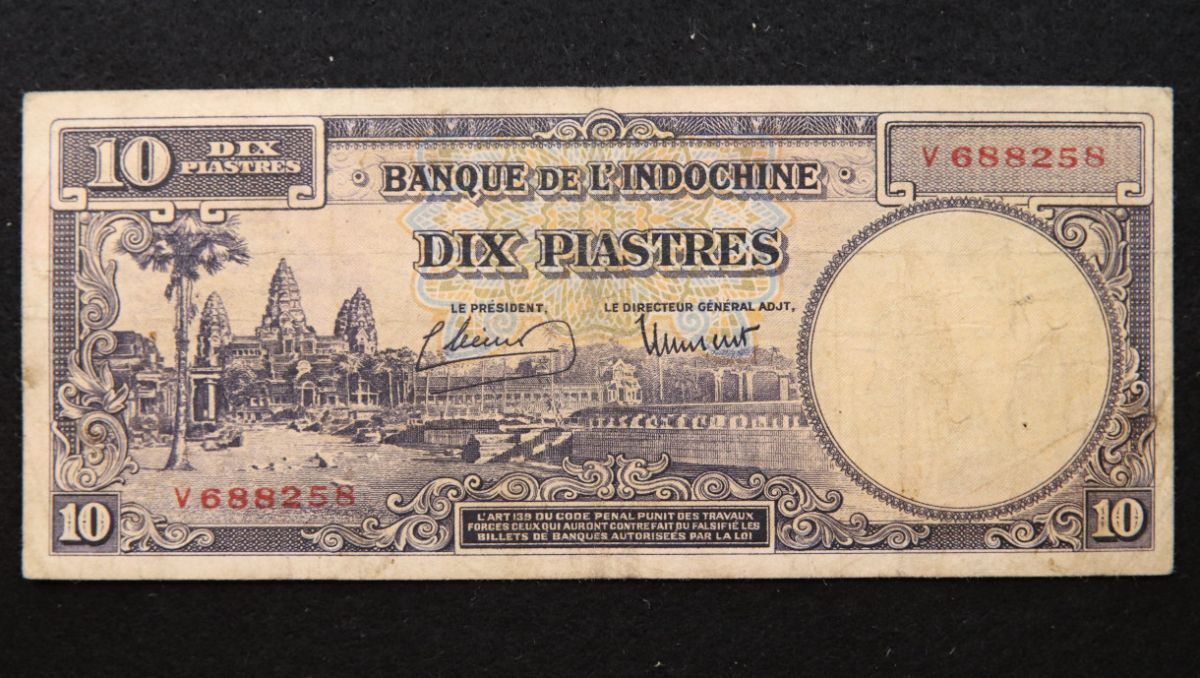 10 DIX
PIASTRES
V 688258
BANQUE DE L'INDOCHINE
DIX PIASTRES
LE PRÉSIDENT,
LE DIRECTEUR GÉNÉRAL ADJT,
V 688258
10
L'ART 139 DU CODE PENAL PUNIT DES TRAVAUX
FORCES CEUX QUI AURONT CONTREFAIT OU FALSIFIÉ LES
BILLETS DE BANQUES AUTORISÉES PAR LA LOI
10